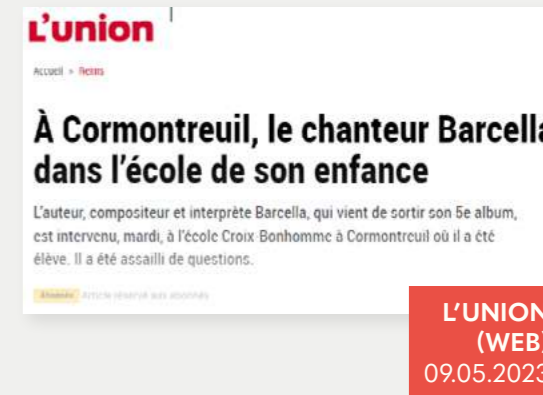 L'union
Accueil » Reims
À Cormontreuil, le chanteur Barcella
dans l'école de son enfance
L'auteur, compositeur et interprète Barcella, qui vient de sortir son 5e album,
est intervenu, mardi, à l'école Croix-Bonhomme à Cormontreuil où il a été
élève. Il a été assailli de questions.
Abonnés Article réservé aux abonnés
L'UNION
(WEB)
09.05.2023